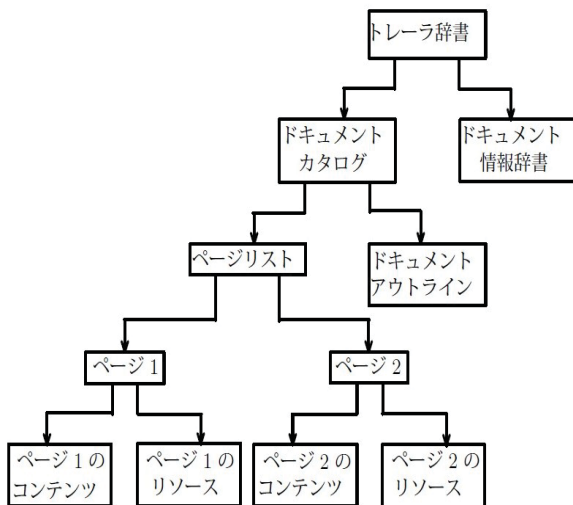 トレーラ辞書
ドキュメント
カタログ
ドキュメント
情報辞書
ページリスト
ドキュメント
アウトライン
ページ 1
ページ 2
ページ 1 の
コンテンツ
ページ 1 の
リソース
ページ 2 の
コンテンツ
ページ 2 の
リソース